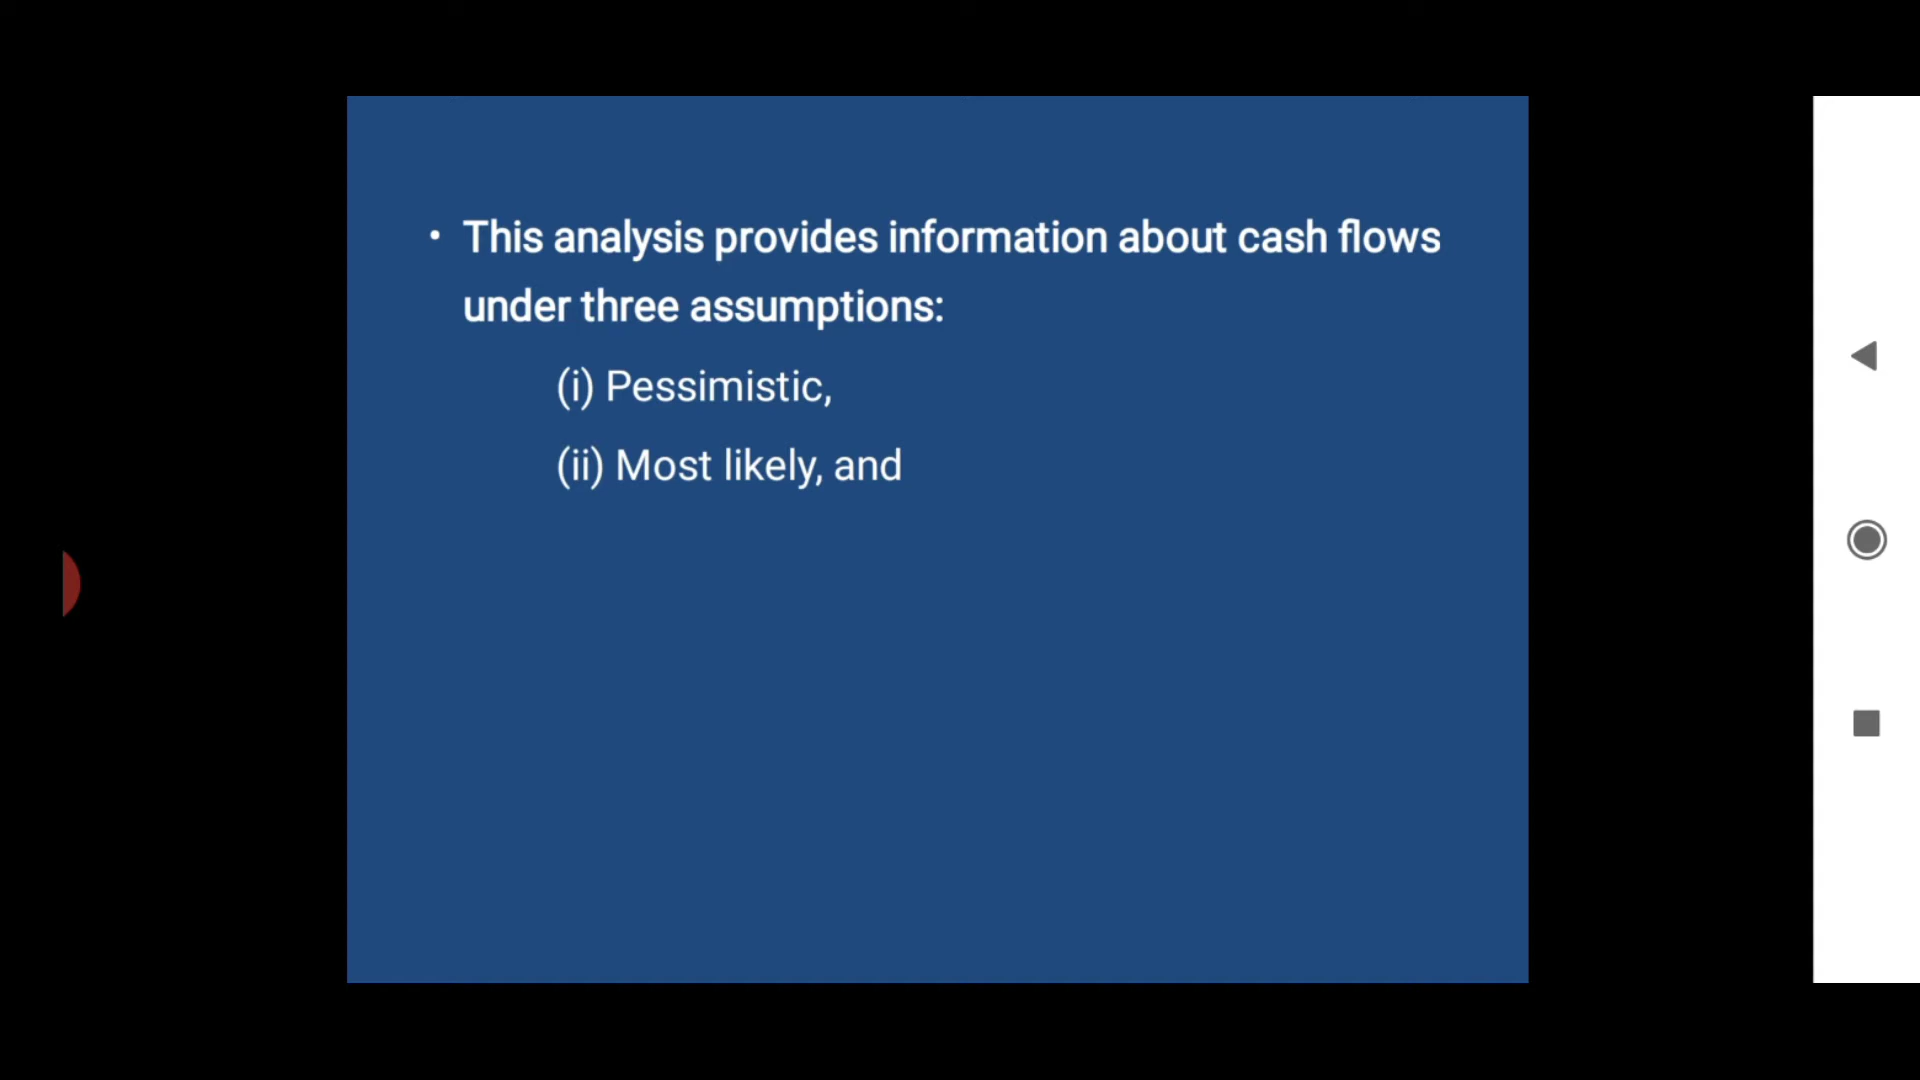 • This analysis provides information about cash flows
under three assumptions:
(i) Pessimistic,
(ii) Most likely, and